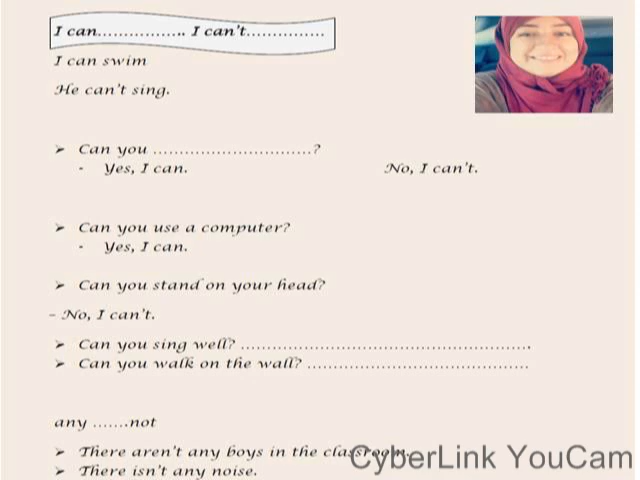 I can................. I can't...............
I can swim
He can't sing.
➢ Can you ..............................?
- Yes, I can. No, I can't.
➢ Can you use a computer?
- Yes, I can.
➢ Can you stand on your head?
- No, I can't.
➢ Can you sing well? ......................................................
➢ Can you walk on the wall? .........................................
any .......not
➢ There aren't any boys in the classroom.
➢ There isn't any noise.
CyberLink YouCam